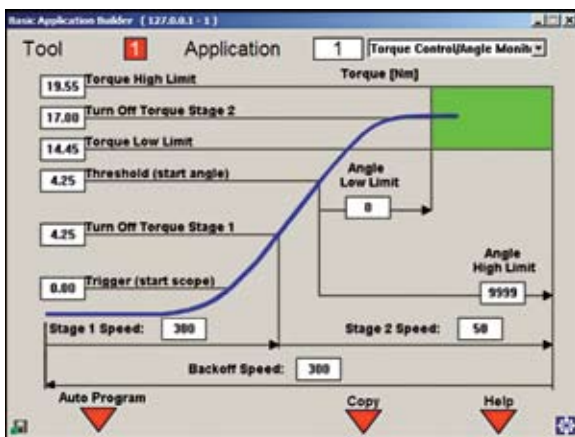 Basic Application Builder ( 127.0.0.1 - 1 )
Tool 1 Application 1 Torque Control/Angle Monito
19.55 Torque High Limit Torque [Nm]
17.00 Turn Off Torque Stage 2
14.45 Torque Low Limit
4.25 Threshold (start angle)
Angle
Low Limit
0
4.25 Turn Off Torque Stage 1
Angle
High Limit
0.00 Trigger (start scope)
9999
Stage 1 Speed: 300 Stage 2 Speed: 50
Backoff Speed: 300
Auto Program Copy Help